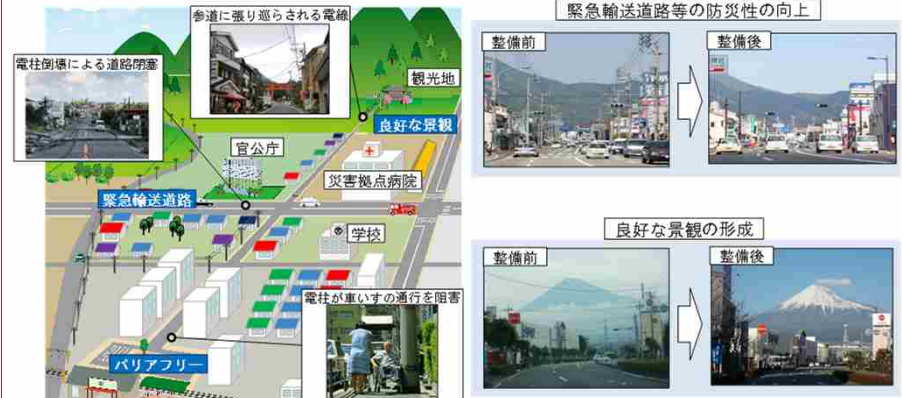 参道に張り巡らされる電線
電柱倒壊による道路閉塞
観光地
良好な景観
官公庁
災害拠点病院
緊急輸送道路
学校
電柱が車いすの通行を阻害
バリアフリー
緊急輸送道路等の防災性の向上
整備前
整備後
良好な景観の形成
整備前
整備後